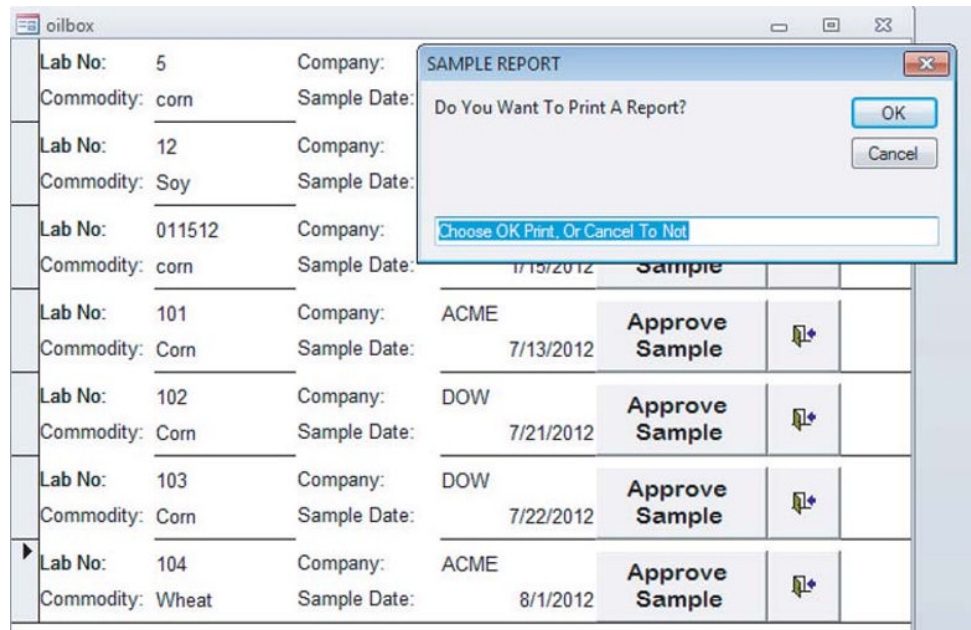 oilbox
SAMPLE REPORT
Do You Want To Print A Report?
OK
Cancel
Choose OK Print, Or Cancel To Not
Lab No: 5 Company:
Commodity: corn Sample Date:
Lab No: 12 Company:
Commodity: Soy Sample Date:
Lab No: 011512 Company:
Commodity: corn Sample Date: 1/15/2012 Sample
Lab No: 101 Company: ACME Approve
Commodity: Corn Sample Date: 7/13/2012 Sample
Lab No: 102 Company: DOW Approve
Commodity: Corn Sample Date: 7/21/2012 Sample
Lab No: 103 Company: DOW Approve
Commodity: Corn Sample Date: 7/22/2012 Sample
Lab No: 104 Company: ACME Approve
Commodity: Wheat Sample Date: 8/1/2012 Sample